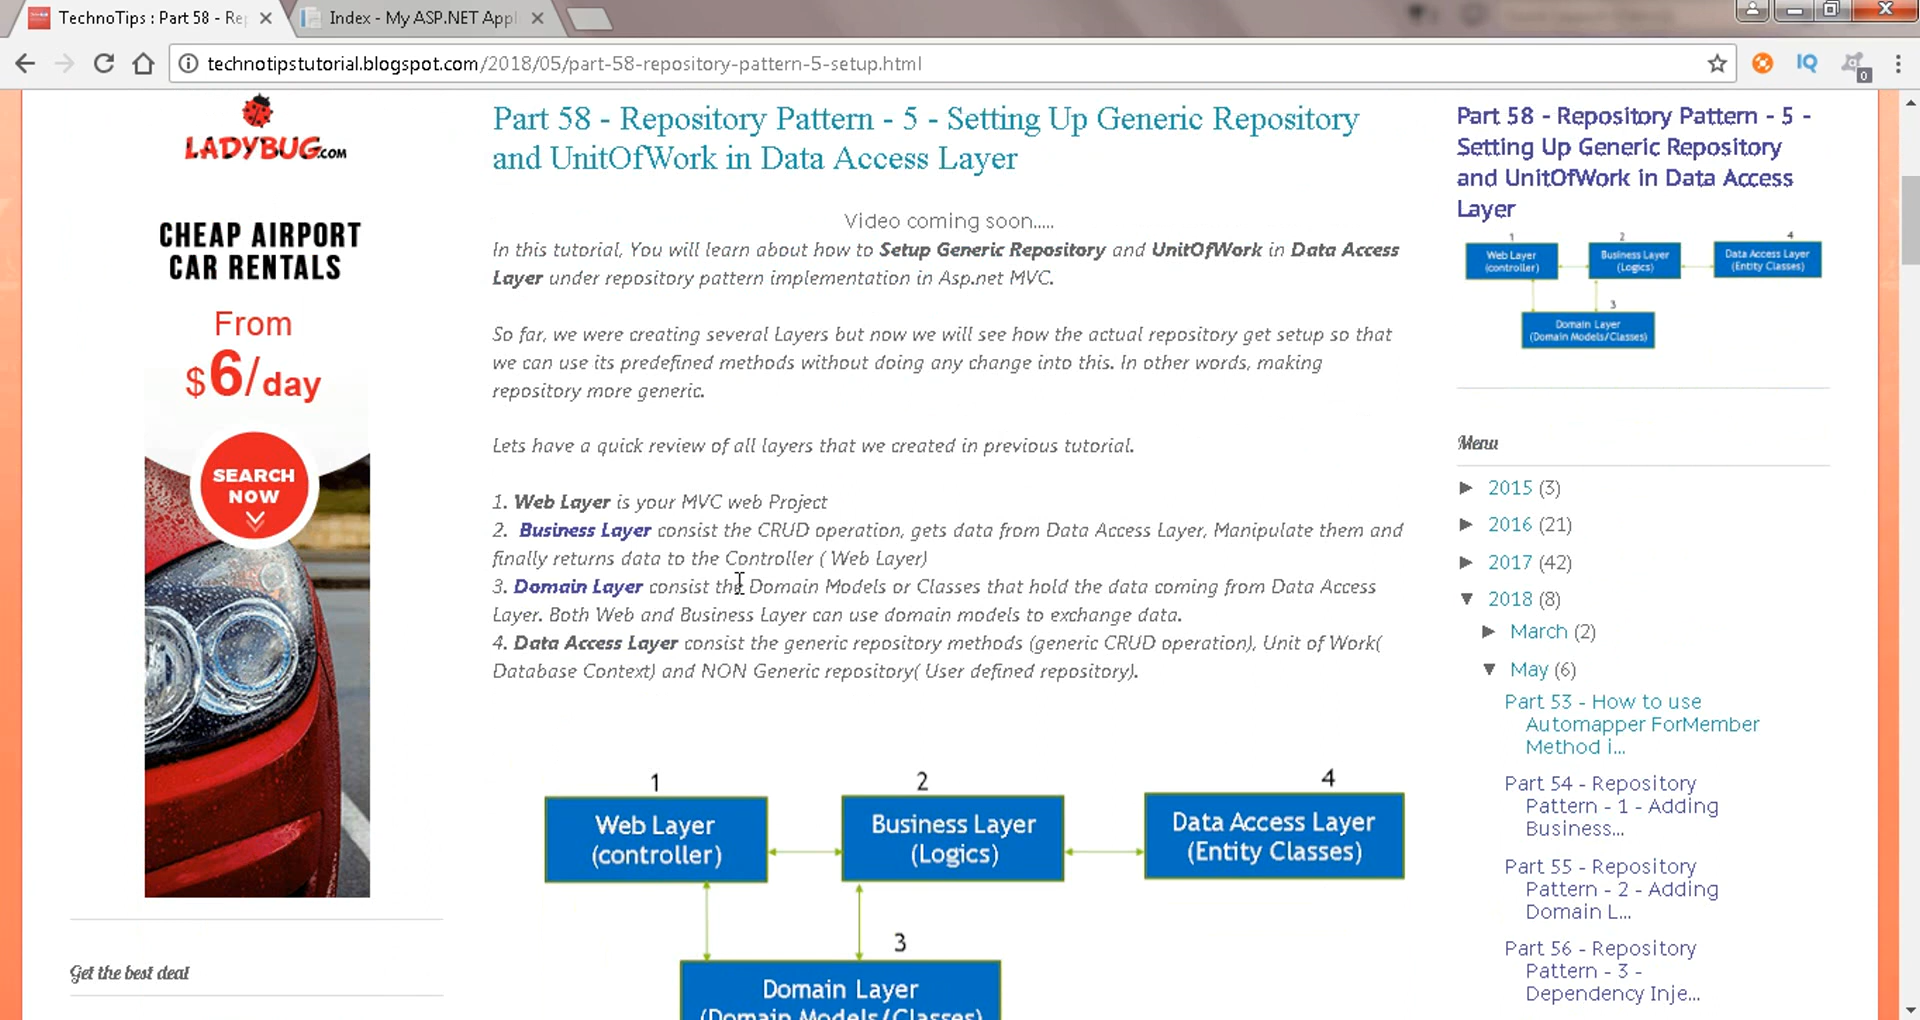 TechnoTips : Part 58 - Re
Index - My ASP.NET Appl
technotipstutorial.blogspot.com/2018/05/part-58-repository-pattern-5-setup.html
IQ
0
LADYBUG.COM
CHEAP AIRPORT
CAR RENTALS
From
$6/day
SEARCH
NOW
Get the best deal
Part 58 - Repository Pattern - 5 - Setting Up Generic Repository
and UnitOfWork in Data Access Layer
Video coming soon.....
In this tutorial, You will learn about how to Setup Generic Repository and UnitOfWork in Data Access
Layer under repository pattern implementation in Asp.net MVC.
So far, we were creating several Layers but now we will see how the actual repository get setup so that
we can use its predefined methods without doing any change into this. In other words, making
repository more generic.
Lets have a quick review of all layers that we created in previous tutorial.
1. Web Layer is your MVC web Project
2. Business Layer consist the CRUD operation, gets data from Data Access Layer, Manipulate them and
finally returns data to the Controller ( Web Layer)
3. Domain Layer consist the Domain Models or Classes that hold the data coming from Data Access
Layer. Both Web and Business Layer can use domain models to exchange data.
4. Data Access Layer consist the generic repository methods (generic CRUD operation), Unit of Work(
Database Context) and NON Generic repository( User defined repository).
1
2
4
Web Layer
(controller)
Business Layer
(Logics)
Data Access Layer
(Entity Classes)
3
Domain Layer
(Domain Models/Classes)
Part 58 - Repository Pattern - 5 -
Setting Up Generic Repository
and UnitOfWork in Data Access
Layer
1
2
4
Web Layer
(controller)
Business Layer
(Logics)
Data Access Layer
(Entity Classes)
3
Domain Layer
(Domain Models/Classes)
Menu
► 2015 (3)
► 2016 (21)
► 2017 (42)
▼ 2018 (8)
► March (2)
▼ May (6)
Part 53 - How to use
Automapper ForMember
Method i...
Part 54 - Repository
Pattern - 1 - Adding
Business...
Part 55 - Repository
Pattern - 2 - Adding
Domain L...
Part 56 - Repository
Pattern - 3 -
Dependency Inje...